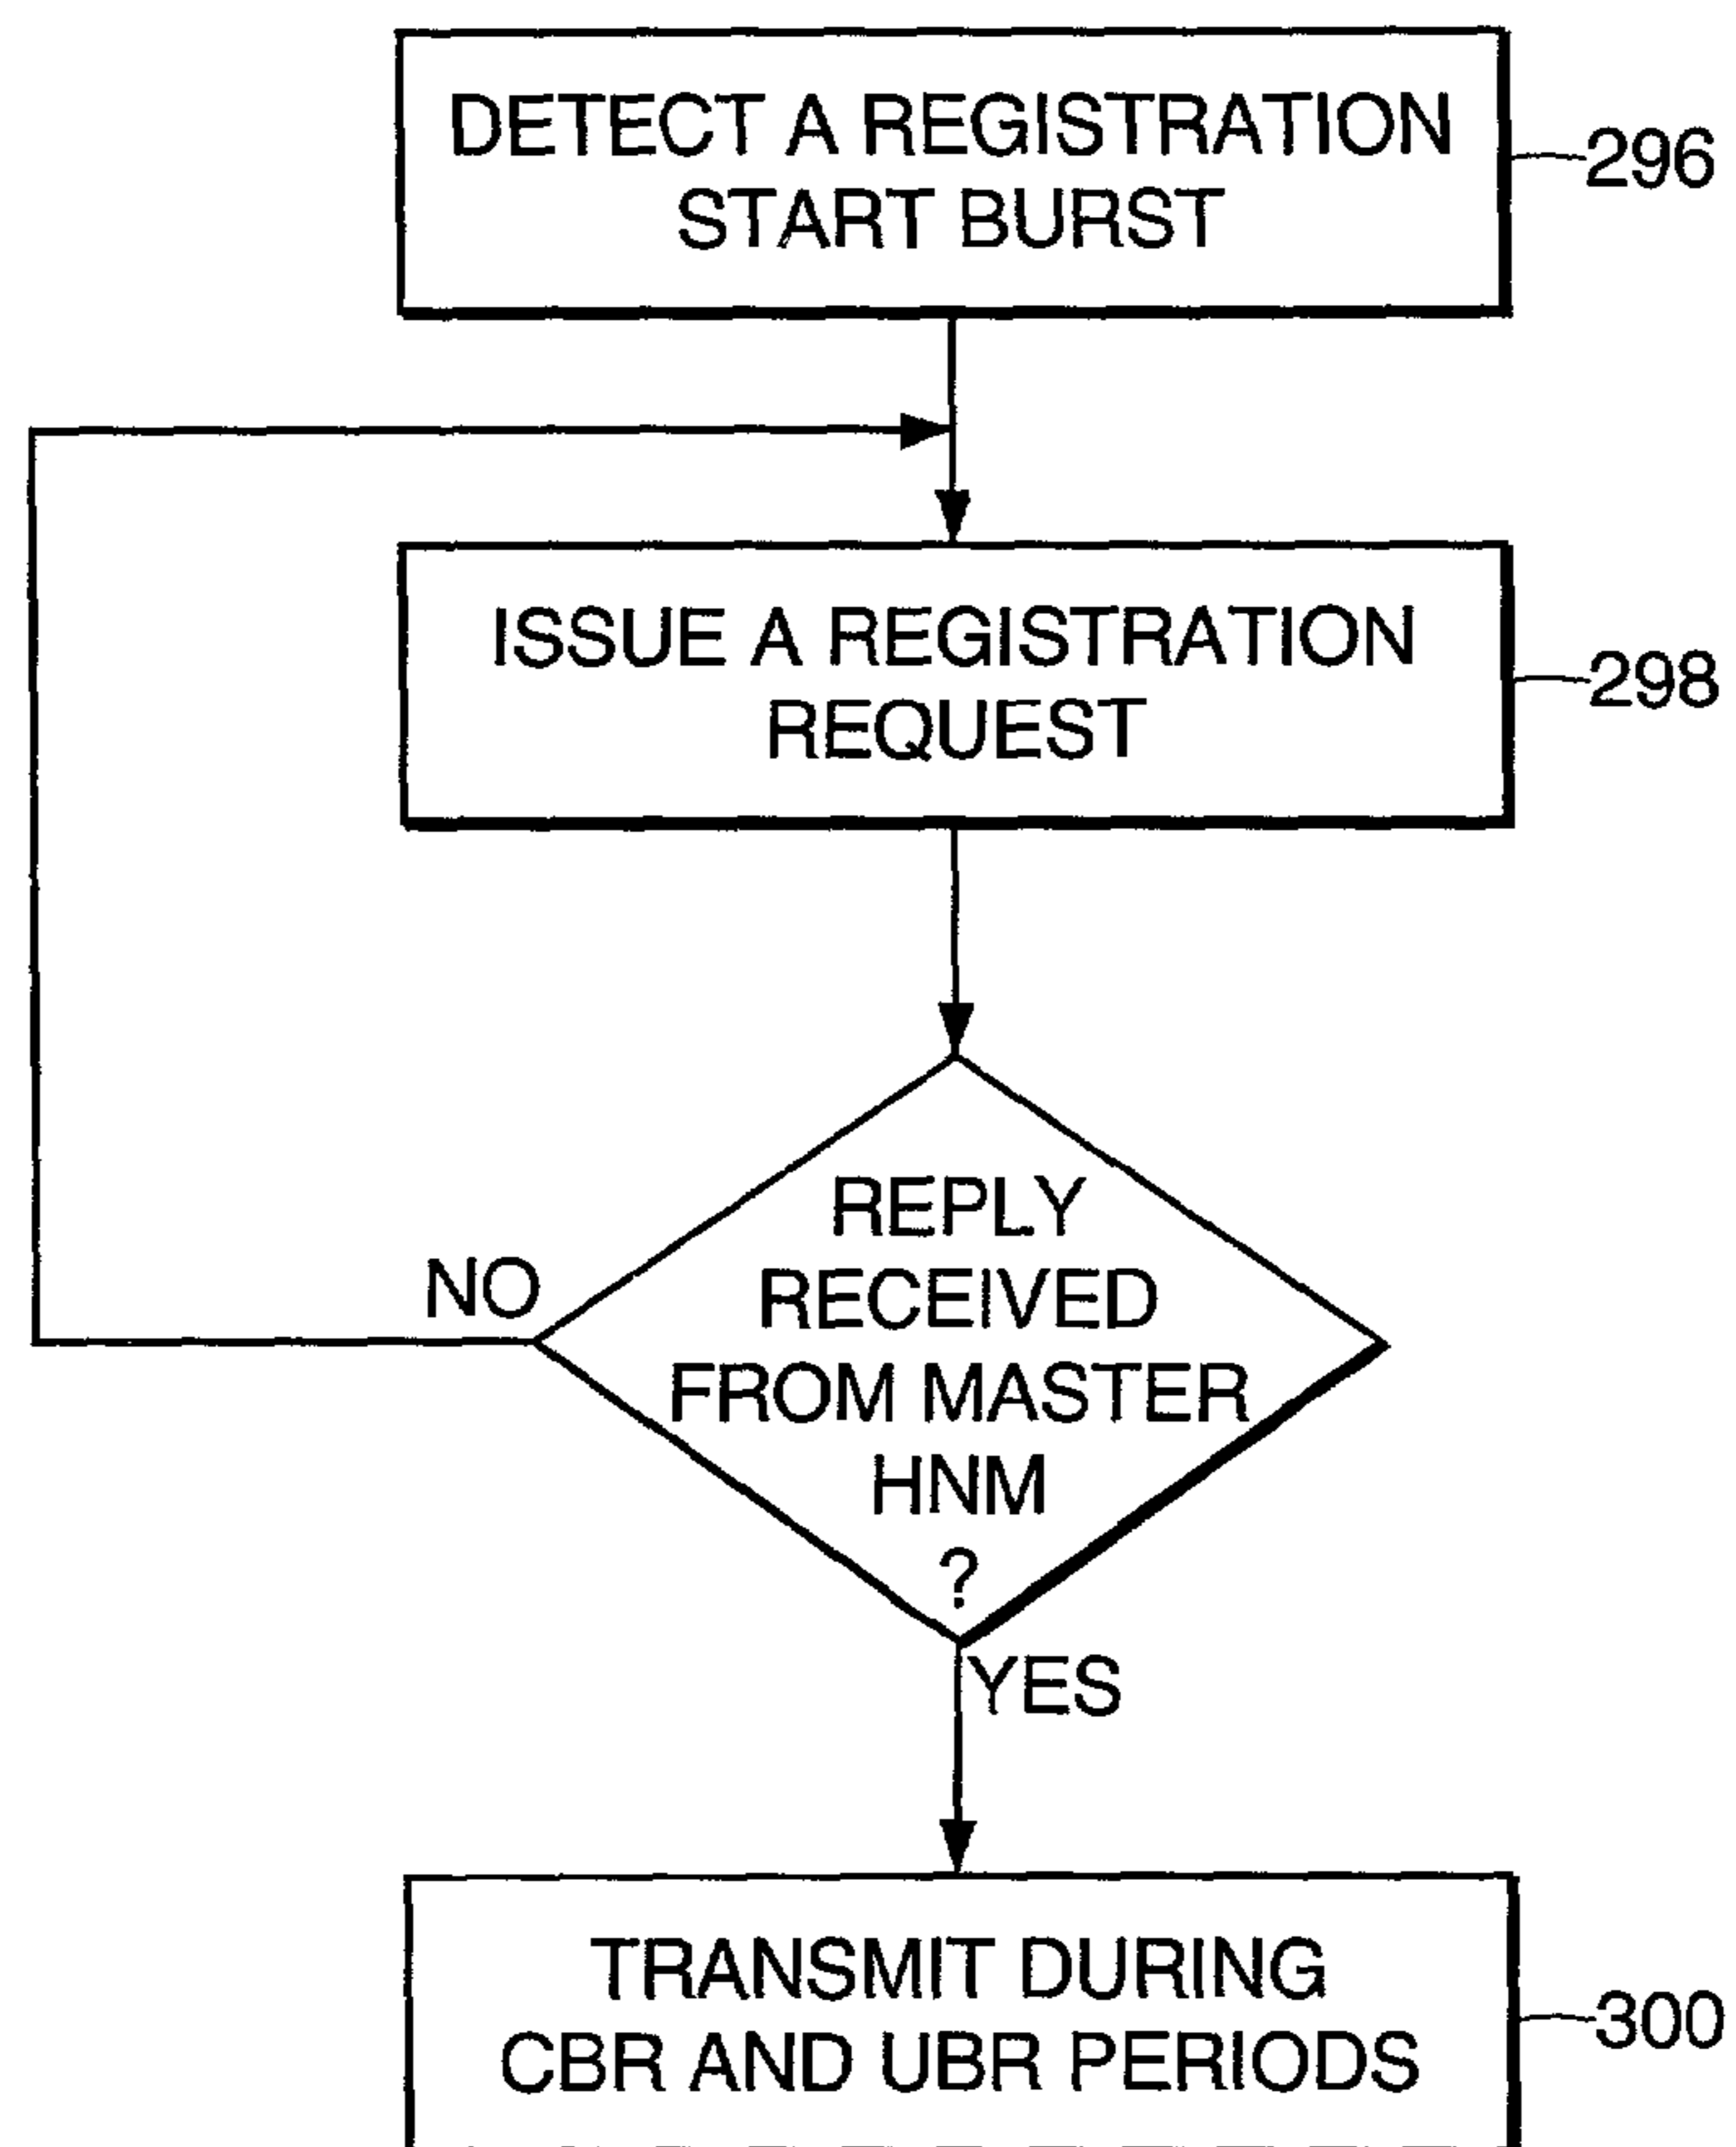 DETECT A REGISTRATION
START BURST
296
ISSUE A REGISTRATION
REQUEST
298
REPLY
RECEIVED
FROM MASTER
HNM
?
NO
YES
TRANSMIT DURING
CBR AND UBR PERIODS
300